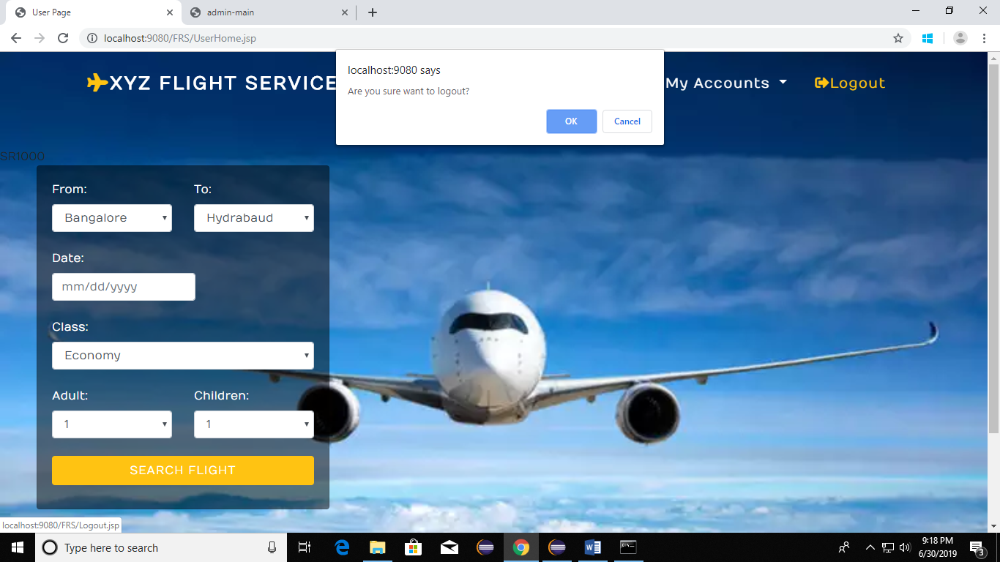 User Page
admin-main
localhost:9080/FRS/UserHome.jsp
localhost:9080 says
Are you sure want to logout?
OK Cancel
XYZ FLIGHT SERVICE
My Accounts
Logout
SR1000
From: To:
Bangalore Hydrabaud
Date:
mm/dd/yyyy
Class:
Economy
Adult: Children:
1 1
SEARCH FLIGHT
localhost:9080/FRS/Logout.jsp
Type here to search
9:18 PM
6/30/2019
3